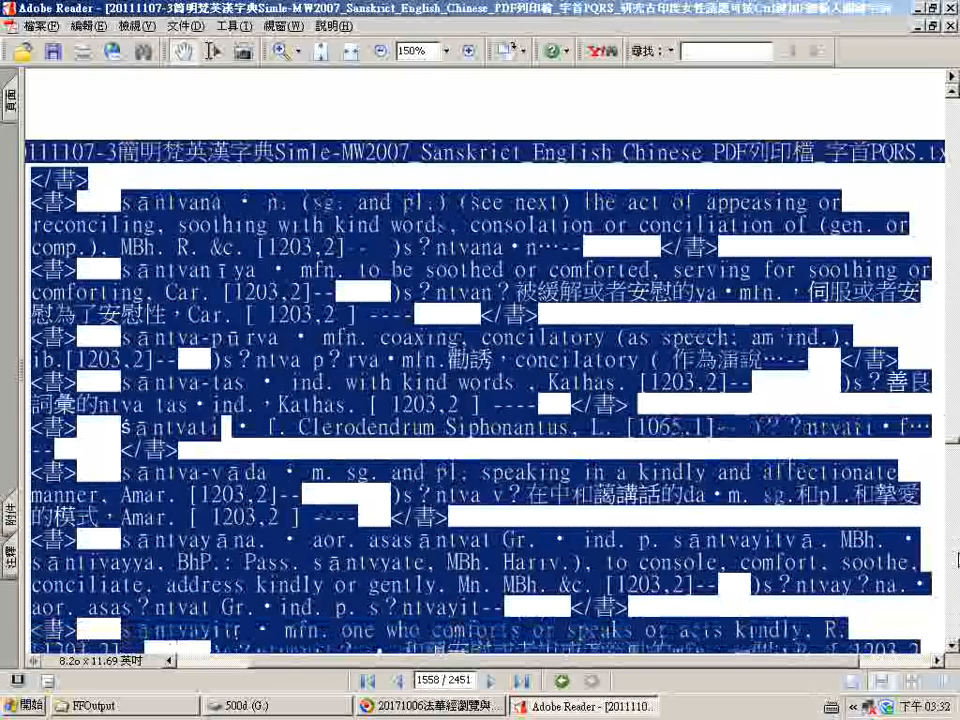 Adobe Reader - [20111107-3簡明梵英漢字典Simle-MW2007_Sanskrict_English_Chinese_PDF列印檔_字首PQRS_研究古印度女性議題可按Ctrl鍵加F鍵輸入關鍵字詞
檔案(F) 編輯(E) 檢視(V) 文件(D) 工具(T) 視窗(W) 說明(H)
150% 尋找:
頁面
111107-3簡明梵英漢字典Simle-MW2007_Sanskrict_English_Chinese_PDF列印檔_字首PQRS.tx
</書>
<書> sāntvana ・ n. (sg. and pl.) (see next) the act of appeasing or
reconciling, soothing with kind words, consolation or conciliation of (gen. or
comp.), MBh. R. &c. [1203,2]-- )s?ntvana・n…-- </書>
<書> sāntvanīya ・ mfn. to be soothed or comforted, serving for soothing or
comforting, Car. [1203,2]-- )s?ntvan?被緩解或者安慰的ya・mfn.，伺服或者安
慰為了安慰性，Car. [ 1203,2 ] ---- </書>
<書> sāntva-pūrva ・ mfn. coaxing, conciliatory (as speech; am ind.),
ib.[1203,2]-- )s?ntva p?rva・mfn.勸誘，concilatory ( 作為演說…-- </書>
<書> sāntva-tas ・ ind. with kind words , Kathas. [1203,2]-- )s?善良
詞彙的ntva tas・ind.，Kathas. [ 1203,2 ] ---- </書>
<書> śāntvati ・ f. Clerodendrum Siphonantus, L. [1065,1]-- )???ntvati・f…
-- </書>
<書> sāntva-vāda ・ m. sg. and pl. speaking in a kindly and affectionate
manner, Amar. [1203,2]-- )s?ntva v?在中和藹講話的da・m. sg.和pl.和摯愛
的模式，Amar. [ 1203,2 ] ---- </書>
<書> sāntvayāna. ・ aor. asasāntvat Gr. ・ ind. p. sāntvayitvā. MBh. ・
sāntivayya, BhP.: Pass. sāntvyate, MBh. Hariv.), to console, comfort, soothe,
conciliate, address kindly or gently. Mn. MBh. &c. [1203,2]-- )s?ntvay?na.・
aor. asas?ntvat Gr.・ind. p. s?ntvayit-- </書>
<書> sāntvayitṛ ・ mfn. one who comforts or speaks or acts kindly, R.
附件
注釋
8.26 x 11.69 英吋
1558 / 2451
開始 FFOutput 500d (G:) 20171006法華經瀏覽與... Adobe Reader - [2011110... « 下午 03:32